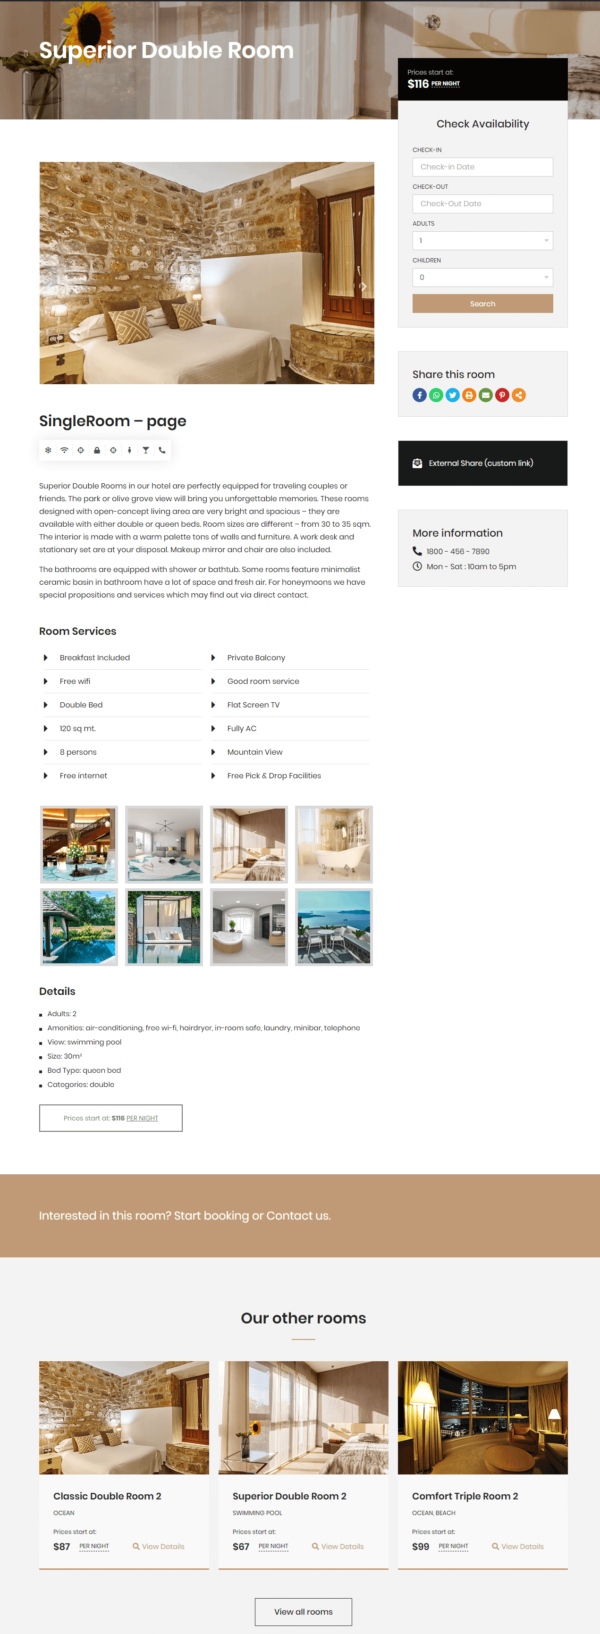 Superior Double Room
Prices start at:
$116 PER NIGHT
Check Availability
CHECK-IN
Check-in Date
CHECK-OUT
Check-Out Date
ADULTS
1
CHILDREN
0
Search
Share this room
External Share (custom link)
More information
1800 - 456 - 7890
Mon - Sat : 10am to 5pm
SingleRoom – page
Superior Double Rooms in our hotel are perfectly equipped for traveling couples or
friends. The park or olive grove view will bring you unforgettable memories. These rooms
designed with open-concept living area are very bright and spacious – they are
available with either double or queen beds. Room sizes are different – from 30 to 35 sqm.
The interior is made with a warm palette tons of walls and furniture. A work desk and
stationary set are at your disposal. Makeup mirror and chair are also included.
The bathrooms are equipped with shower or bathtub. Some rooms feature minimalist
ceramic basin in bathroom have a lot of space and fresh air. For honeymoons we have
special propositions and services which may find out via direct contact.
Room Services
Breakfast Included
Private Balcony
Free wifi
Good room service
Double Bed
Flat Screen TV
120 sq mt.
Fully AC
8 persons
Mountain View
Free internet
Free Pick & Drop Facilities
Details
Adults: 2
Amenities: air-conditioning, free wi-fi, hairdryer, in-room safe, laundry, minibar, telephone
View: swimming pool
Size: 30m²
Bed Type: queen bed
Categories: double
Prices start at: $116 PER NIGHT
Interested in this room? Start booking or Contact us.
Our other rooms
Classic Double Room 2
OCEAN
Prices start at:
$87 PER NIGHT View Details
Superior Double Room 2
SWIMMING POOL
Prices start at:
$67 PER NIGHT View Details
Comfort Triple Room 2
OCEAN, BEACH
Prices start at:
$99 PER NIGHT View Details
View all rooms